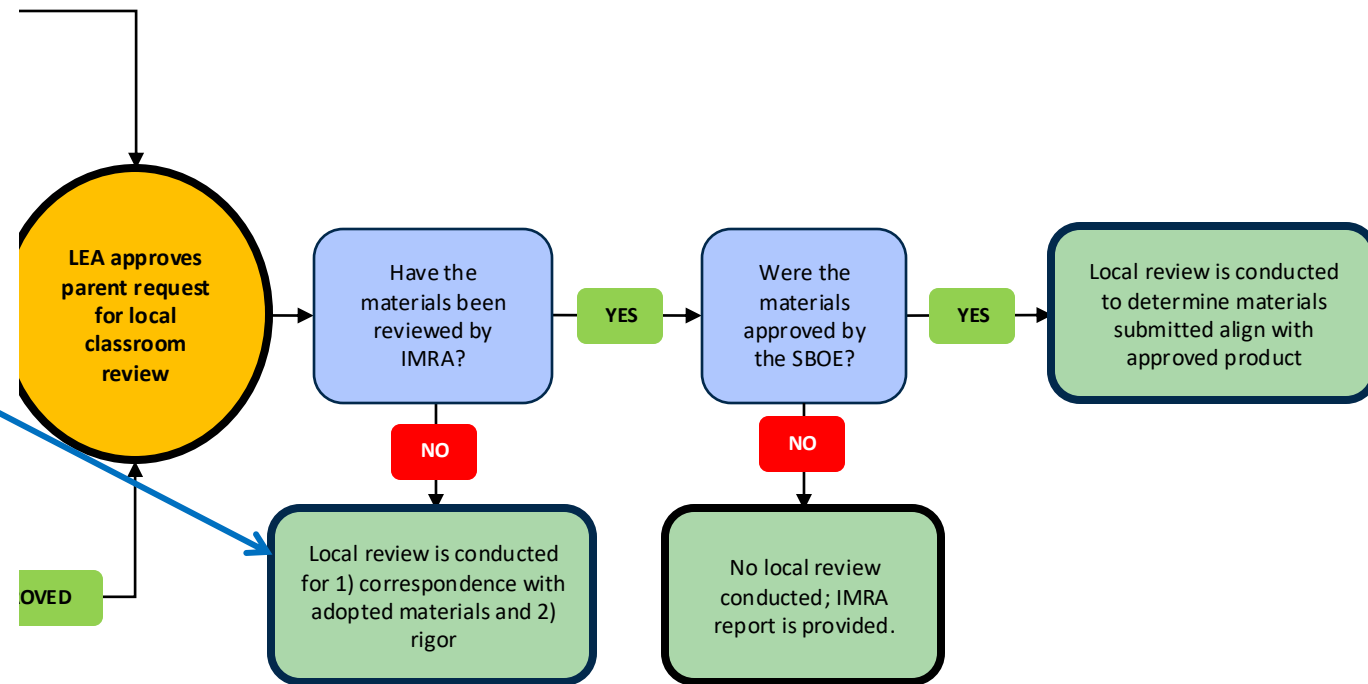 LEA approves
parent request
for local
classroom
review
Have the
materials been
reviewed by
IMRA?
YES
Were the
materials
approved by
the SBOE?
YES
Local review is conducted
to determine materials
submitted align with
approved product
NO
NO
Local review is conducted
for 1) correspondence with
adopted materials and 2)
rigor
No local review
conducted; IMRA
report is provided.
OVED